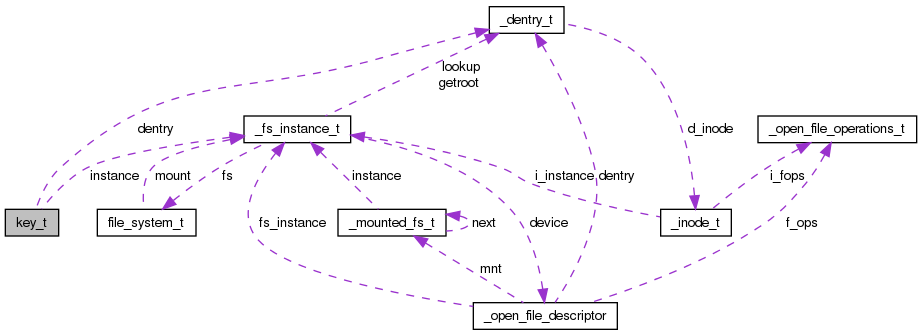 _dentry_t
lookup
getroot
dentry
_fs_instance_t
d_inode
_open_file_operations_t
instance
mount
fs
instance
i_instance
dentry
i_fops
key_t
file_system_t
fs_instance
_mounted_fs_t
next
device
_inode_t
f_ops
mnt
_open_file_descriptor